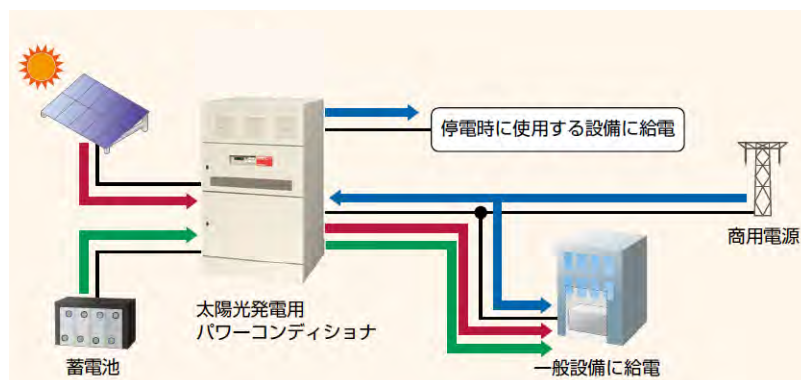 停電時に使用する設備に給電
商用電源
太陽光発電用
パワーコンディショナ
蓄電池
一般設備に給電